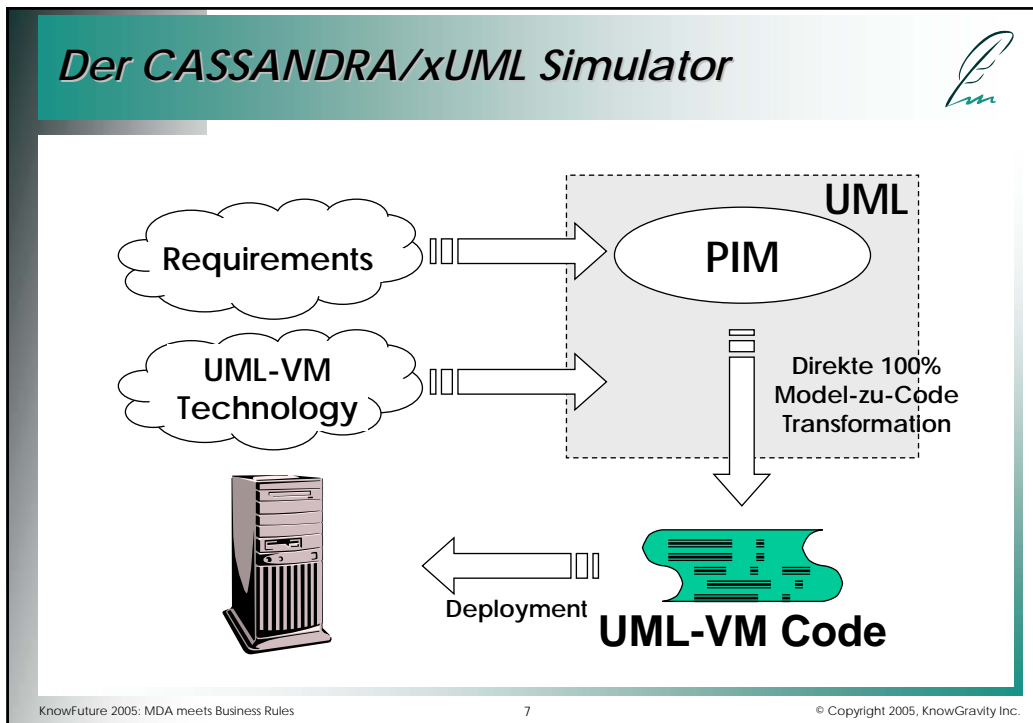 Der CASSANDRA/xUML Simulator
UML
Requirements
PIM
UML-VM
Technology
Direkte 100%
Model-zu-Code
Transformation
Deployment
UML-VM Code
KnowFuture 2005: MDA meets Business Rules
7
© Copyright 2005, KnowGravity Inc.